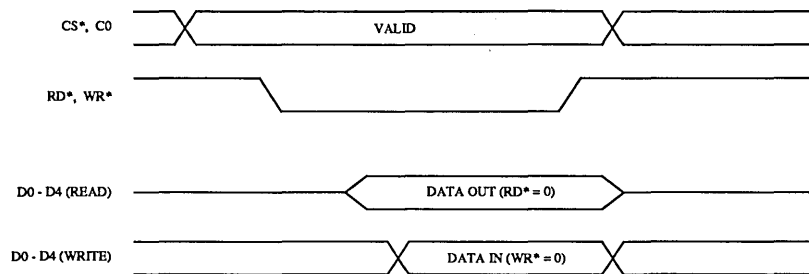 CS*, C0
VALID
RD*, WR*
D0 - D4 (READ)
DATA OUT (RD* = 0)
D0 - D4 (WRITE)
DATA IN (WR* = 0)